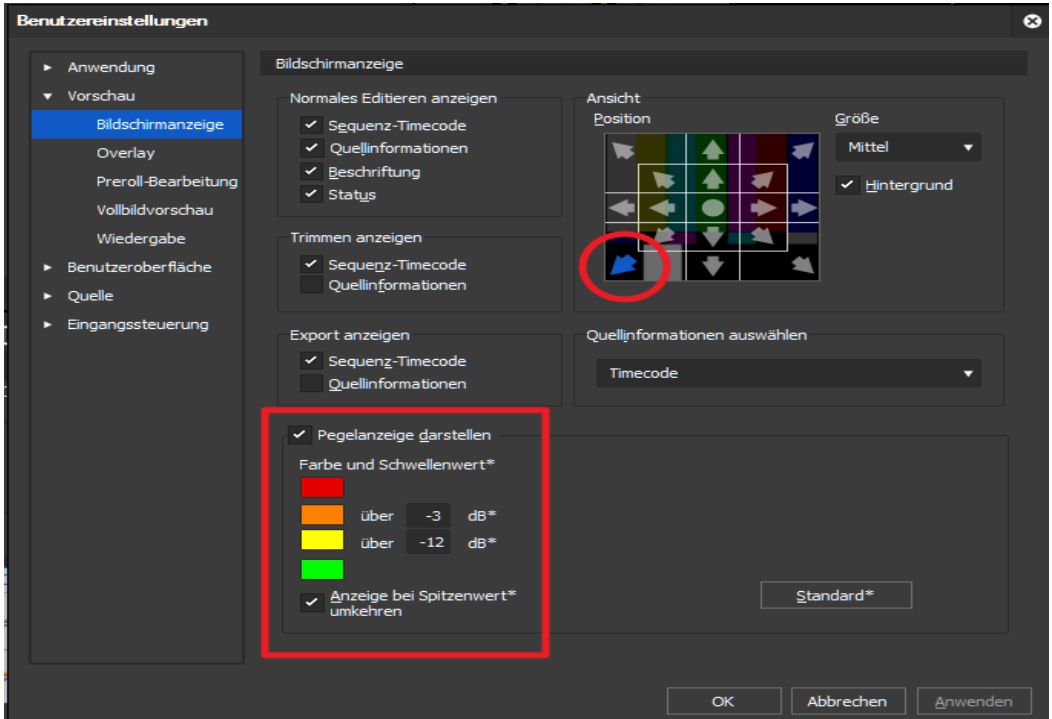 Benutzereinstellungen
Anwendung
Vorschau
Bildschirmanzeige
Overlay
Preroll-Bearbeitung
Vollbildvorschau
Wiedergabe
Benutzeroberfläche
Quelle
Eingangssteuerung
Bildschirmanzeige
Normales Editieren anzeigen
Sequenz-Timecode
Quellinformationen
Beschriftung
Status
Trimmen anzeigen
Sequenz-Timecode
Quellinformationen
Export anzeigen
Sequenz-Timecode
Quellinformationen
Ansicht
Position
Größe
Mittel
Hintergrund
Quellinformationen auswählen
Timecode
Pegelanzeige darstellen
Farbe und Schwellenwert*
über -3 dB*
über -12 dB*
Anzeige bei Spitzenwert*
umkehren
Standard*
OK Abbrechen Anwenden